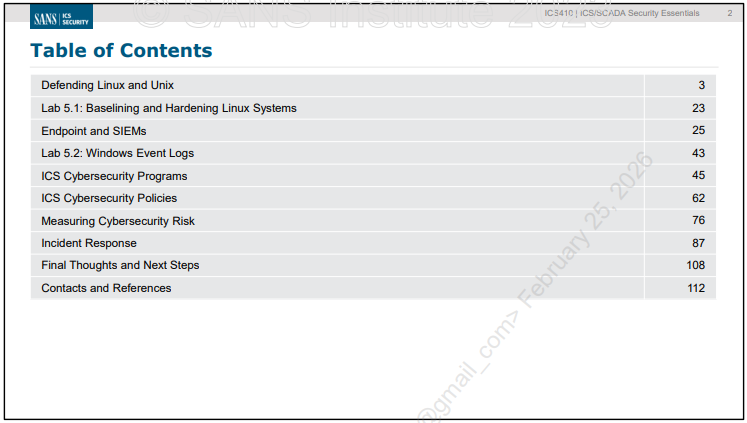 © SANS Institute 2026
SANS | ICS SECURITY
ICS410 | ICS/SCADA Security Essentials 2
Table of Contents
Defending Linux and Unix 3
Lab 5.1: Baselining and Hardening Linux Systems 23
Endpoint and SIEMs 25
Lab 5.2: Windows Event Logs 43
ICS Cybersecurity Programs 45
ICS Cybersecurity Policies 62
Measuring Cybersecurity Risk 76
Incident Response 87
Final Thoughts and Next Steps 108
Contacts and References 112
@gmail_com> February 25, 2026